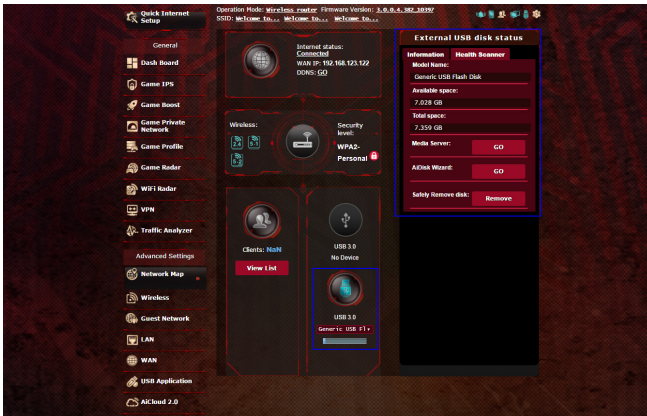 Quick Internet
Setup
Operation Mode: Wireless router Firmware Version: 3.0.0.4.382_30397
SSID: Welcome to... Welcome to... Welcome to...
General
Dash Board
Game IPS
Game Boost
Game Private
Network
Game Profile
Game Radar
WiFi Radar
VPN
Traffic Analyzer
Advanced Settings
Network Map
Wireless
Guest Network
LAN
WAN
USB Application
AiCloud 2.0
Internet status:
Connected
WAN IP: 192.168.123.122
DDNS: GO
Wireless:
2.4
5-1
5-2
Security
level:
WPA2-
Personal
Clients: NaN
View List
USB 3.0
No Device
USB 3.0
Generic USB Fl
External USB disk status
Information Health Scanner
Model Name:
Generic USB Flash Disk
Available space:
7.028 GB
Total space:
7.359 GB
Media Server: GO
AiDisk Wizard: GO
Safely Remove disk: Remove